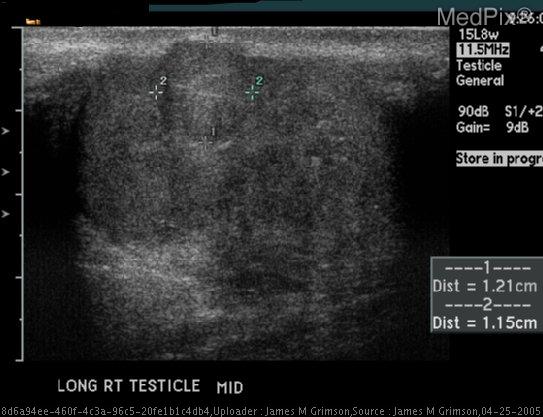 MedPix®
:26:0
15L8w
11.5MHz
Testicle
General
90dB S1/+2
Gain= 9dB
Store in progr
1
2
2
1
----1----
Dist = 1.21cm
----2----
Dist = 1.15cm
LONG RT TESTICLE MID
8d6a94ee-460f-4c3a-96c5-20fe1b1c4db4,Uploader : James M Grimson,Source : James M Grimson,04-25-2005